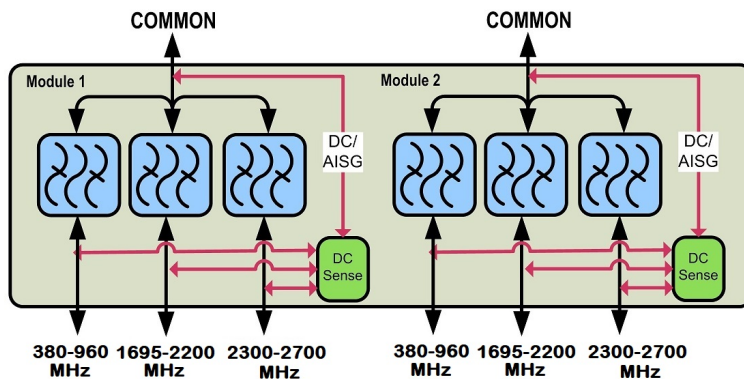 COMMON
COMMON
Module 1
Module 2
DC/
AISG
DC/
AISG
DC
Sense
DC
Sense
380-960
MHz
1695-2200
MHz
2300-2700
MHz
380-960
MHz
1695-2200
MHz
2300-2700
MHz